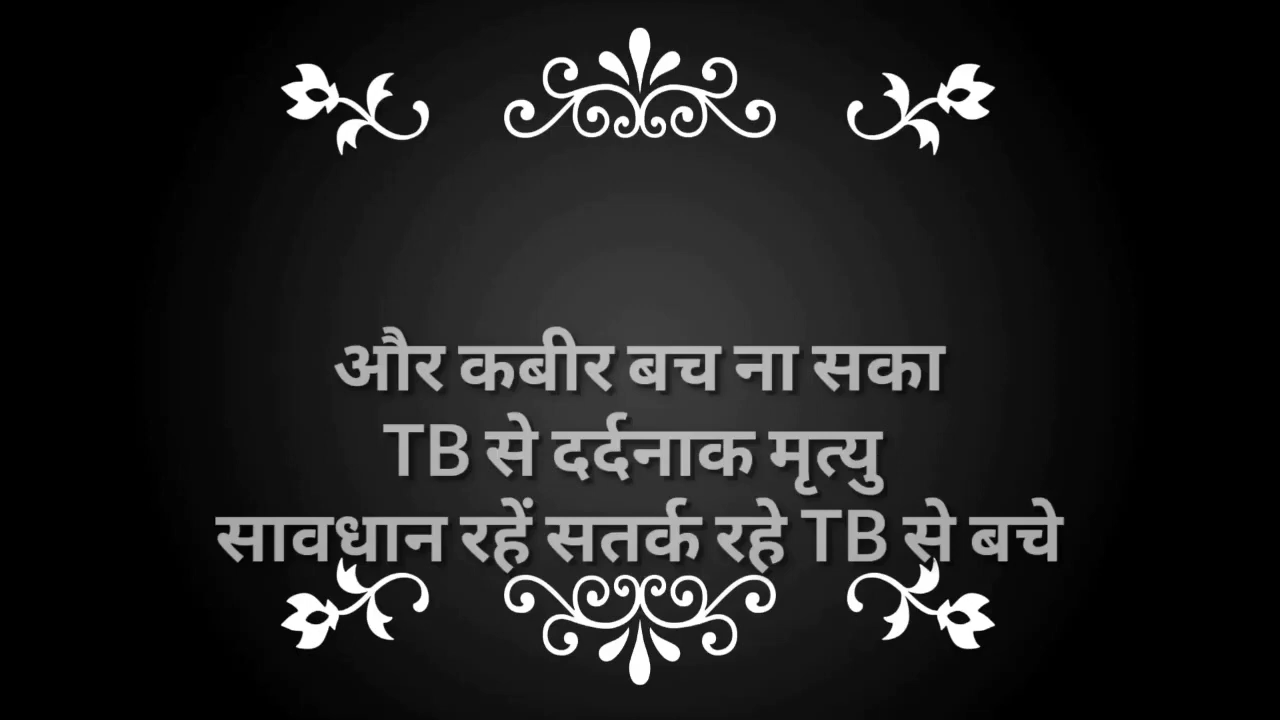 और कबीर बच ना सका
TB से दर्दनाक मृत्यु
सावधान रहें सतर्क रहे TB से बचे